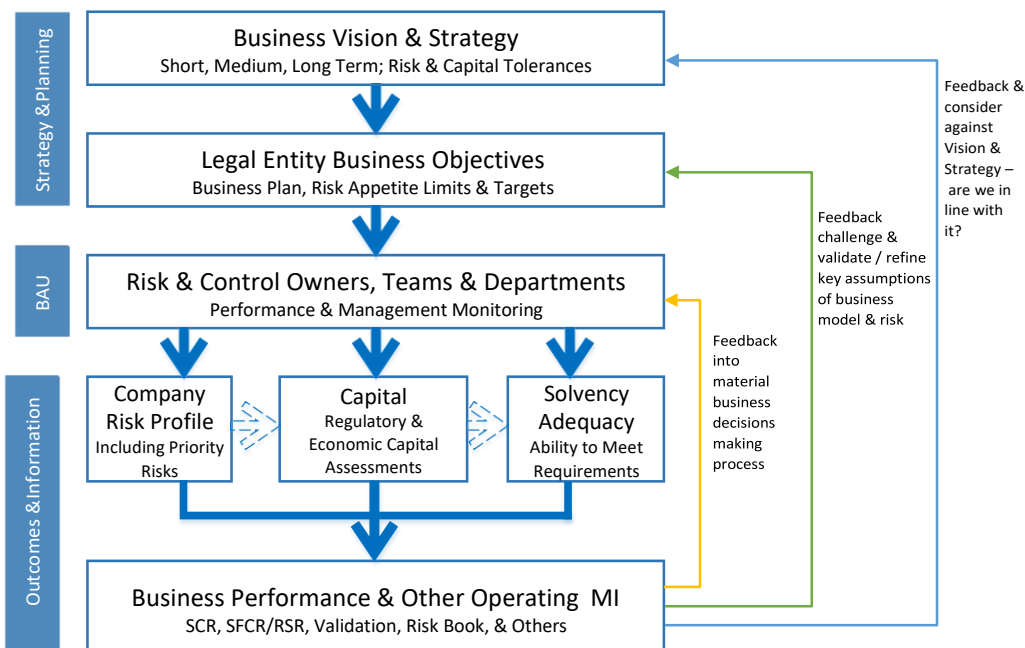 Strategy & Planning
Business Vision & Strategy
Short, Medium, Long Term; Risk & Capital Tolerances
Legal Entity Business Objectives
Business Plan, Risk Appetite Limits & Targets
BAU
Risk & Control Owners, Teams & Departments
Performance & Management Monitoring
Outcomes & Information
Company
Risk Profile
Including Priority
Risks
Capital
Regulatory &
Economic Capital
Assessments
Solvency
Adequacy
Ability to Meet
Requirements
Business Performance & Other Operating MI
SCR, SFCR/RSR, Validation, Risk Book, & Others
Feedback
into
material
business
decisions
making
process
Feedback
challenge &
validate / refine
key assumptions
of business
model & risk
Feedback &
consider
against
Vision &
Strategy –
are we in
line with
it?